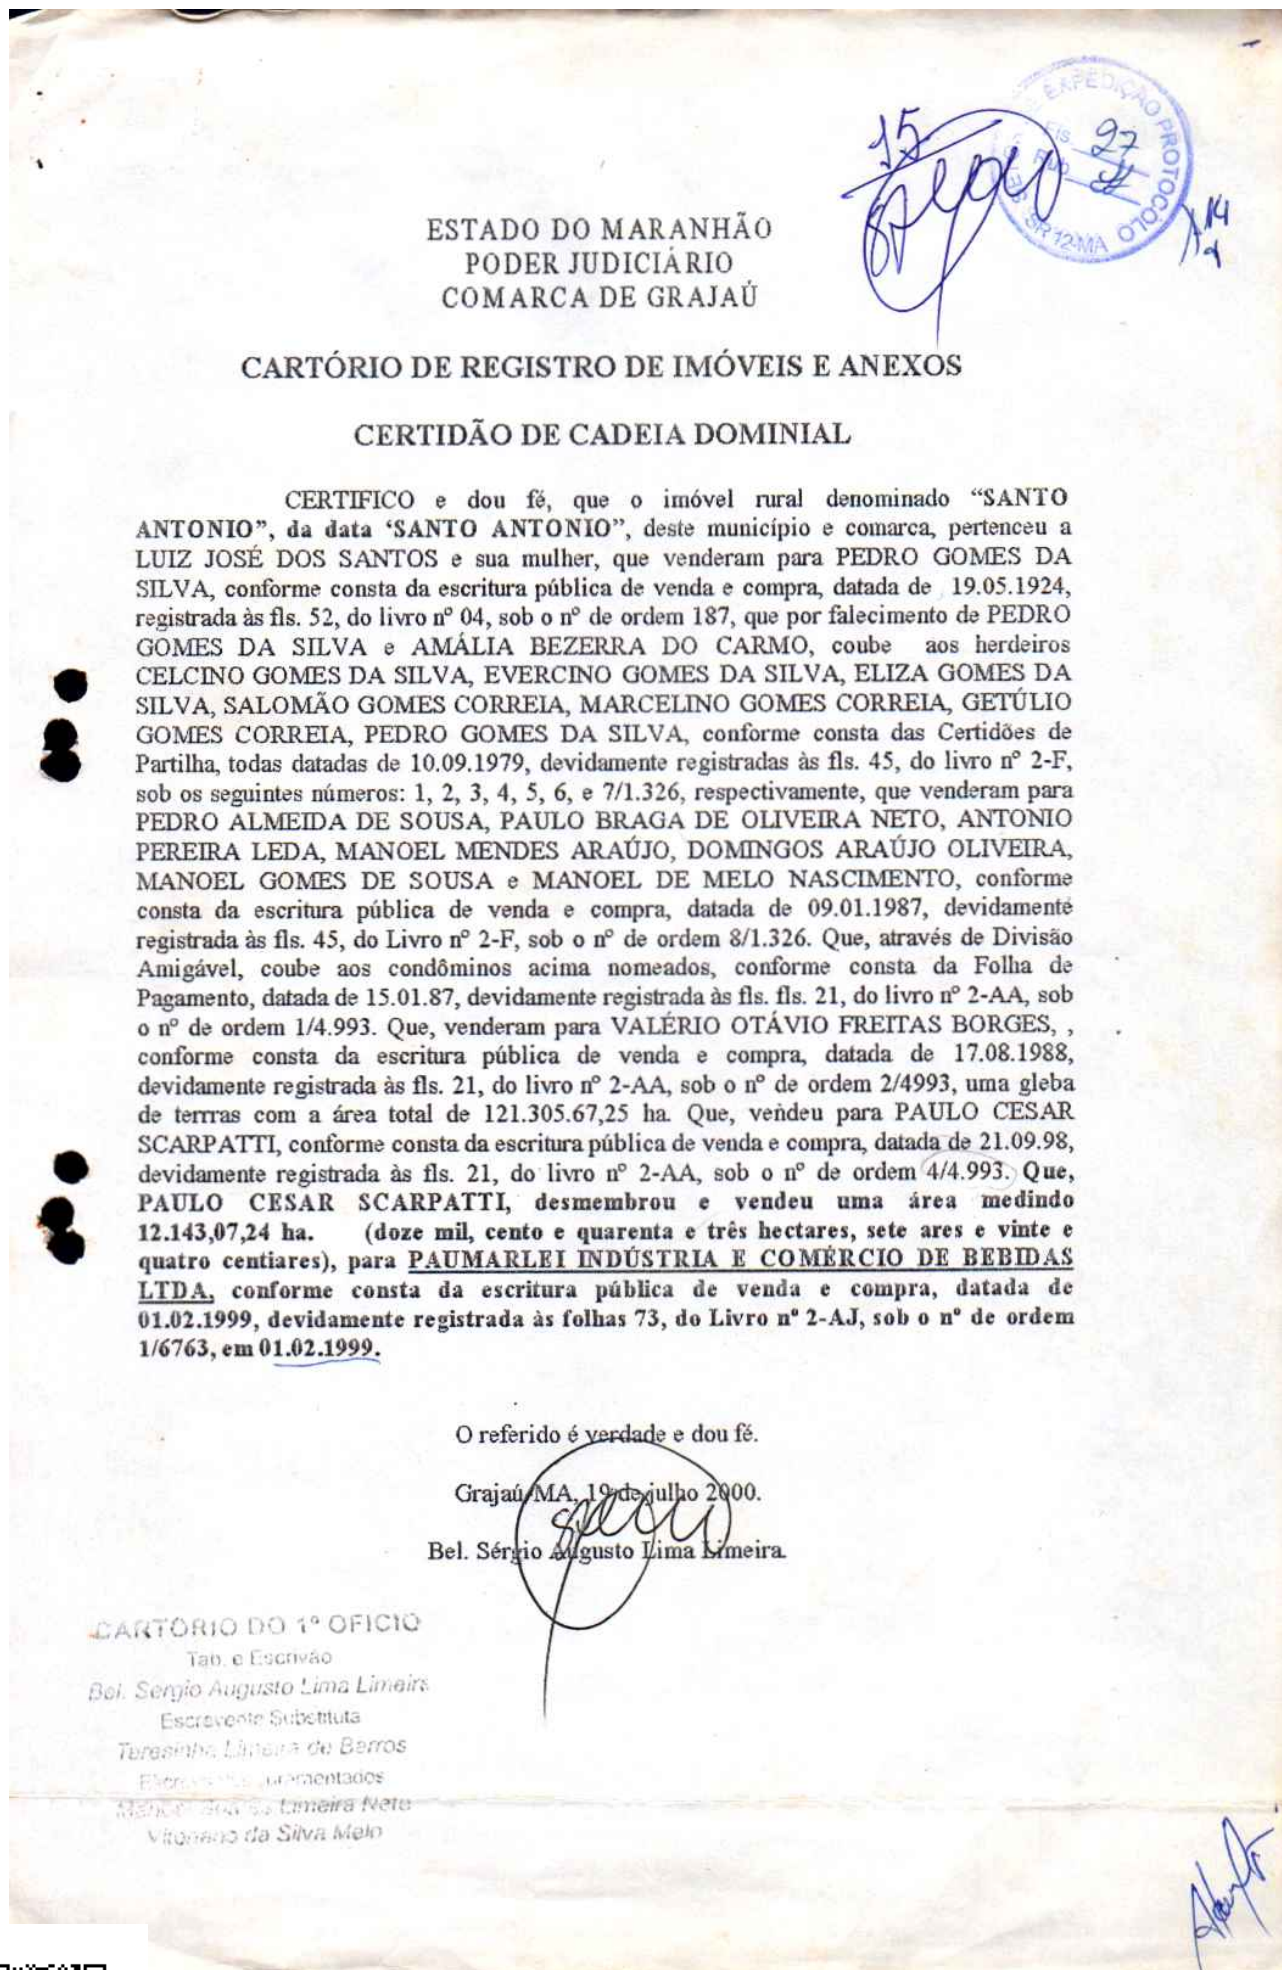 15
SETOR DE EXPEDIÇÃO PROTOCOLO
Fls 27
Rub
SR 12-MA
ESTADO DO MARANHÃO
PODER JUDICIÁRIO
COMARCA DE GRAJAÚ
CARTÓRIO DE REGISTRO DE IMÓVEIS E ANEXOS
CERTIDÃO DE CADEIA DOMINIAL
CERTIFICO e dou fé, que o imóvel rural denominado “SANTO
ANTONIO”, da data ‘SANTO ANTONIO”, deste município e comarca, pertenceu a
LUIZ JOSÉ DOS SANTOS e sua mulher, que venderam para PEDRO GOMES DA
SILVA, conforme consta da escritura pública de venda e compra, datada de 19.05.1924,
registrada às fls. 52, do livro nº 04, sob o nº de ordem 187, que por falecimento de PEDRO
GOMES DA SILVA e AMÁLIA BEZERRA DO CARMO, coube aos herdeiros
CELCINO GOMES DA SILVA, EVERCINO GOMES DA SILVA, ELIZA GOMES DA
SILVA, SALOMÃO GOMES CORREIA, MARCELINO GOMES CORREIA, GETÚLIO
GOMES CORREIA, PEDRO GOMES DA SILVA, conforme consta das Certidões de
Partilha, todas datadas de 10.09.1979, devidamente registradas às fls. 45, do livro nº 2-F,
sob os seguintes números: 1, 2, 3, 4, 5, 6, e 7/1.326, respectivamente, que venderam para
PEDRO ALMEIDA DE SOUSA, PAULO BRAGA DE OLIVEIRA NETO, ANTONIO
PEREIRA LEDA, MANOEL MENDES ARAÚJO, DOMINGOS ARAÚJO OLIVEIRA,
MANOEL GOMES DE SOUSA e MANOEL DE MELO NASCIMENTO, conforme
consta da escritura pública de venda e compra, datada de 09.01.1987, devidamente
registrada às fls. 45, do Livro nº 2-F, sob o nº de ordem 8/1.326. Que, através de Divisão
Amigável, coube aos condôminos acima nomeados, conforme consta da Folha de
Pagamento, datada de 15.01.87, devidamente registrada às fls. fls. 21, do livro nº 2-AA, sob
o nº de ordem 1/4.993. Que, venderam para VALÉRIO OTÁVIO FREITAS BORGES, ,
conforme consta da escritura pública de venda e compra, datada de 17.08.1988,
devidamente registrada às fls. 21, do livro nº 2-AA, sob o nº de ordem 2/4993, uma gleba
de terrras com a área total de 121.305.67,25 ha. Que, vendeu para PAULO CESAR
SCARPATTI, conforme consta da escritura pública de venda e compra, datada de 21.09.98,
devidamente registrada às fls. 21, do livro nº 2-AA, sob o nº de ordem 4/4.993. Que,
PAULO CESAR SCARPATTI, desmembrou e vendeu uma área medindo
12.143,07,24 ha. (doze mil, cento e quarenta e três hectares, sete ares e vinte e
quatro centiares), para PAUMARLEI INDÚSTRIA E COMÉRCIO DE BEBIDAS
LTDA, conforme consta da escritura pública de venda e compra, datada de
01.02.1999, devidamente registrada às folhas 73, do Livro nº 2-AJ, sob o nº de ordem
1/6763, em 01.02.1999.
O referido é verdade e dou fé.
Grajaú/MA, 19 de julho 2000.
Bel. Sérgio Augusto Lima Limeira.
CARTÓRIO DO 1º OFICIO
Tab. e Escrivão
Bel. Sergio Augusto Lima Limeira
Escrevente Substituta
Teresinha Limeira de Barros
Limeira Neto
Vitoriano da Silva Melo